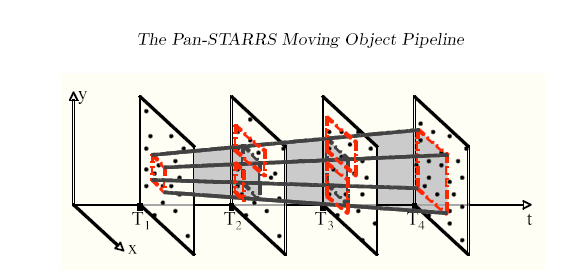 The Pan-STARRS Moving Object Pipeline
y
T1 T2 T3 T4 t
x